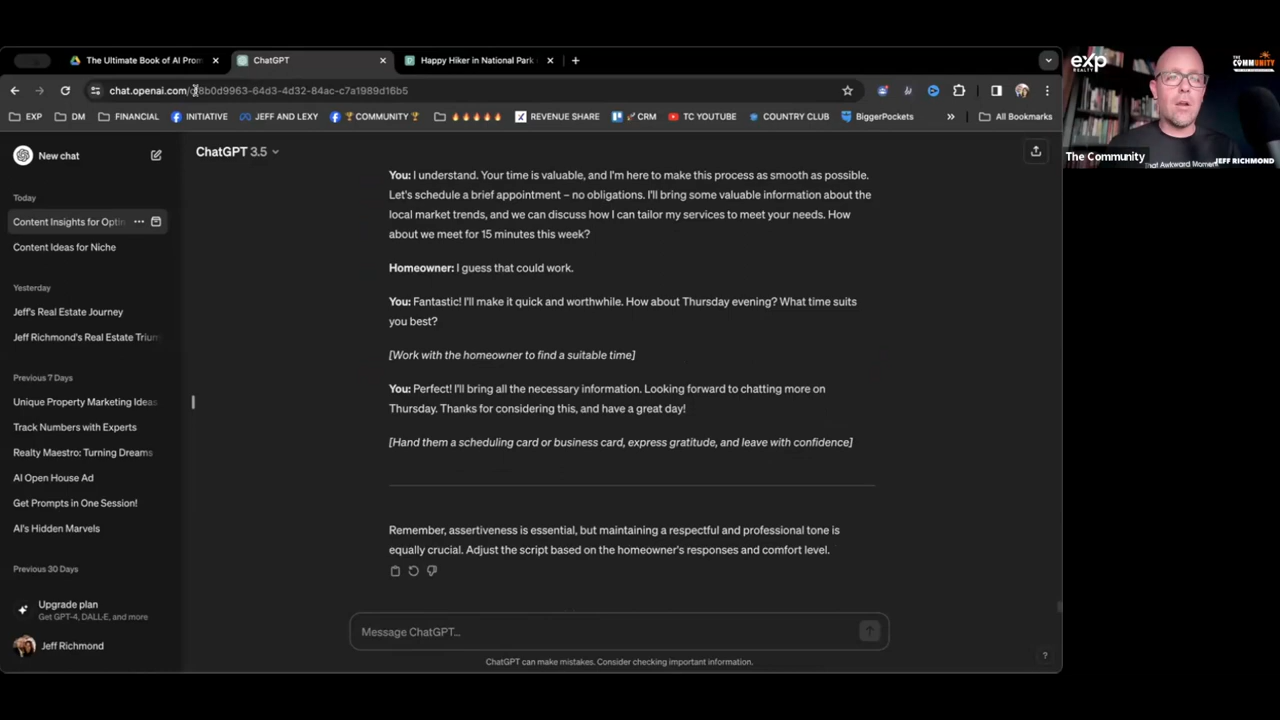 The Ultimate Book of AI Prom
ChatGPT
Happy Hiker in National Park
chat.openai.com/c/8b0d9963-64d3-4d32-84ac-c7a1989d16b5
EXP
DM
FINANCIAL
INITIATIVE
JEFF AND LEXY
COMMUNITY
REVENUE SHARE
CRM
TC YOUTUBE
COUNTRY CLUB
BiggerPockets
All Bookmarks
New chat
Today
Content Insights for Optin
Content Ideas for Niche
Yesterday
Jeff's Real Estate Journey
Jeff Richmond's Real Estate Trium
Previous 7 Days
Unique Property Marketing Ideas
Track Numbers with Experts
Realty Maestro: Turning Dreams
AI Open House Ad
Get Prompts in One Session!
AI's Hidden Marvels
Previous 30 Days
Upgrade plan
Get GPT-4, DALL·E, and more
Jeff Richmond
ChatGPT 3.5
You: I understand. Your time is valuable, and I'm here to make this process as smooth as possible.
Let's schedule a brief appointment – no obligations. I'll bring some valuable information about the
local market trends, and we can discuss how I can tailor my services to meet your needs. How
about we meet for 15 minutes this week?
Homeowner: I guess that could work.
You: Fantastic! I'll make it quick and worthwhile. How about Thursday evening? What time suits
you best?
[Work with the homeowner to find a suitable time]
You: Perfect! I'll bring all the necessary information. Looking forward to chatting more on
Thursday. Thanks for considering this, and have a great day!
[Hand them a scheduling card or business card, express gratitude, and leave with confidence]
Remember, assertiveness is essential, but maintaining a respectful and professional tone is
equally crucial. Adjust the script based on the homeowner's responses and comfort level.
Message ChatGPT...
ChatGPT can make mistakes. Consider checking important information.
?
exp
REALTY
THE
COMMUNITY
The Community
That Awkward Moment
JEFF RICHMOND